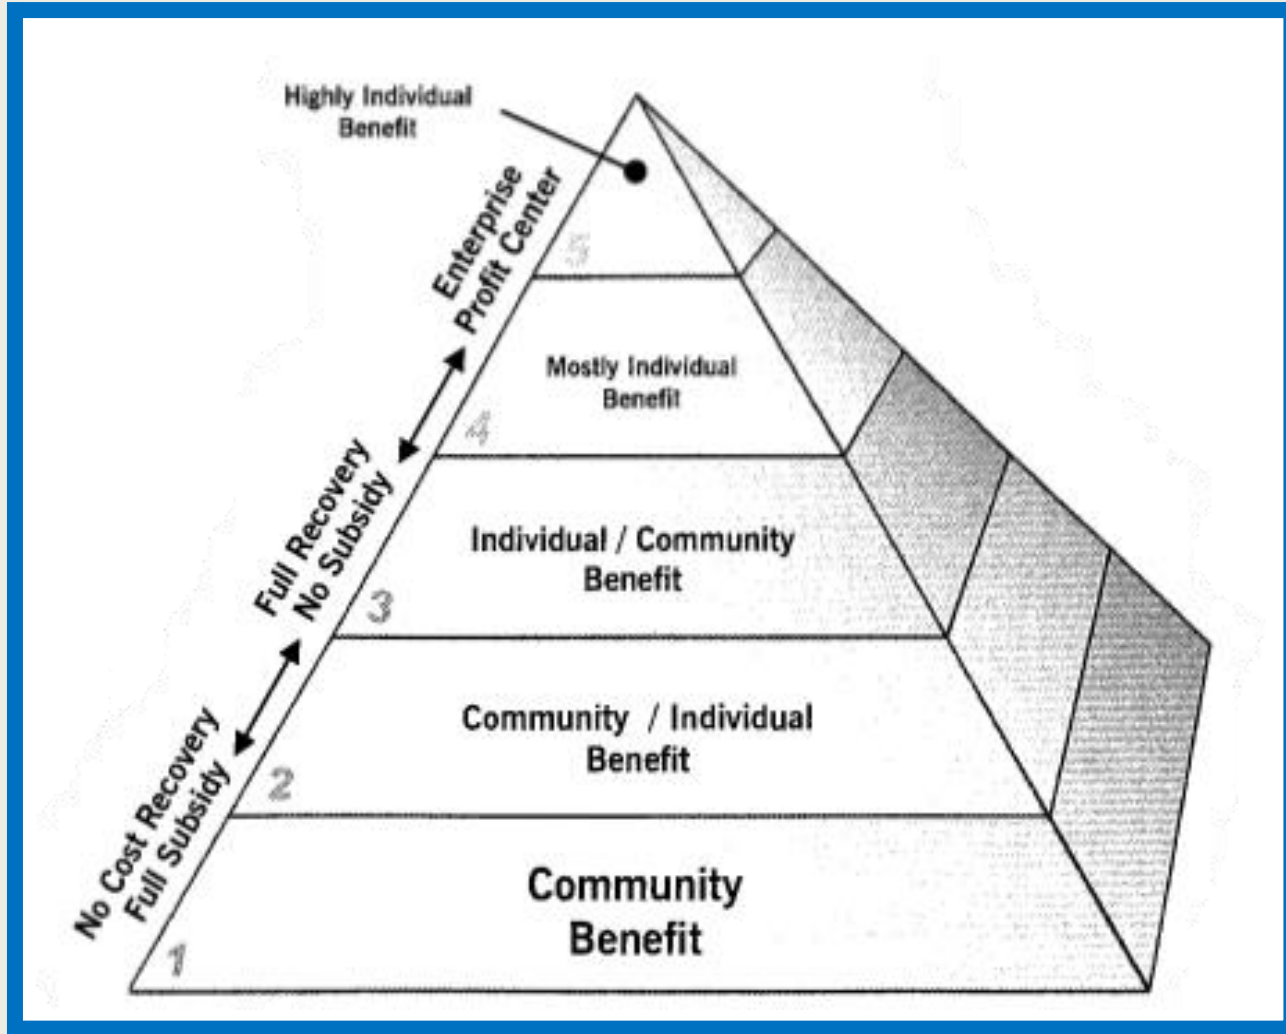 Highly Individual
Benefit
Enterprise
Profit Center
5
Mostly Individual
Benefit
4
Full Recovery
No Subsidy
Individual / Community
Benefit
3
Community / Individual
Benefit
2
No Cost Recovery
Full Subsidy
Community
Benefit
1